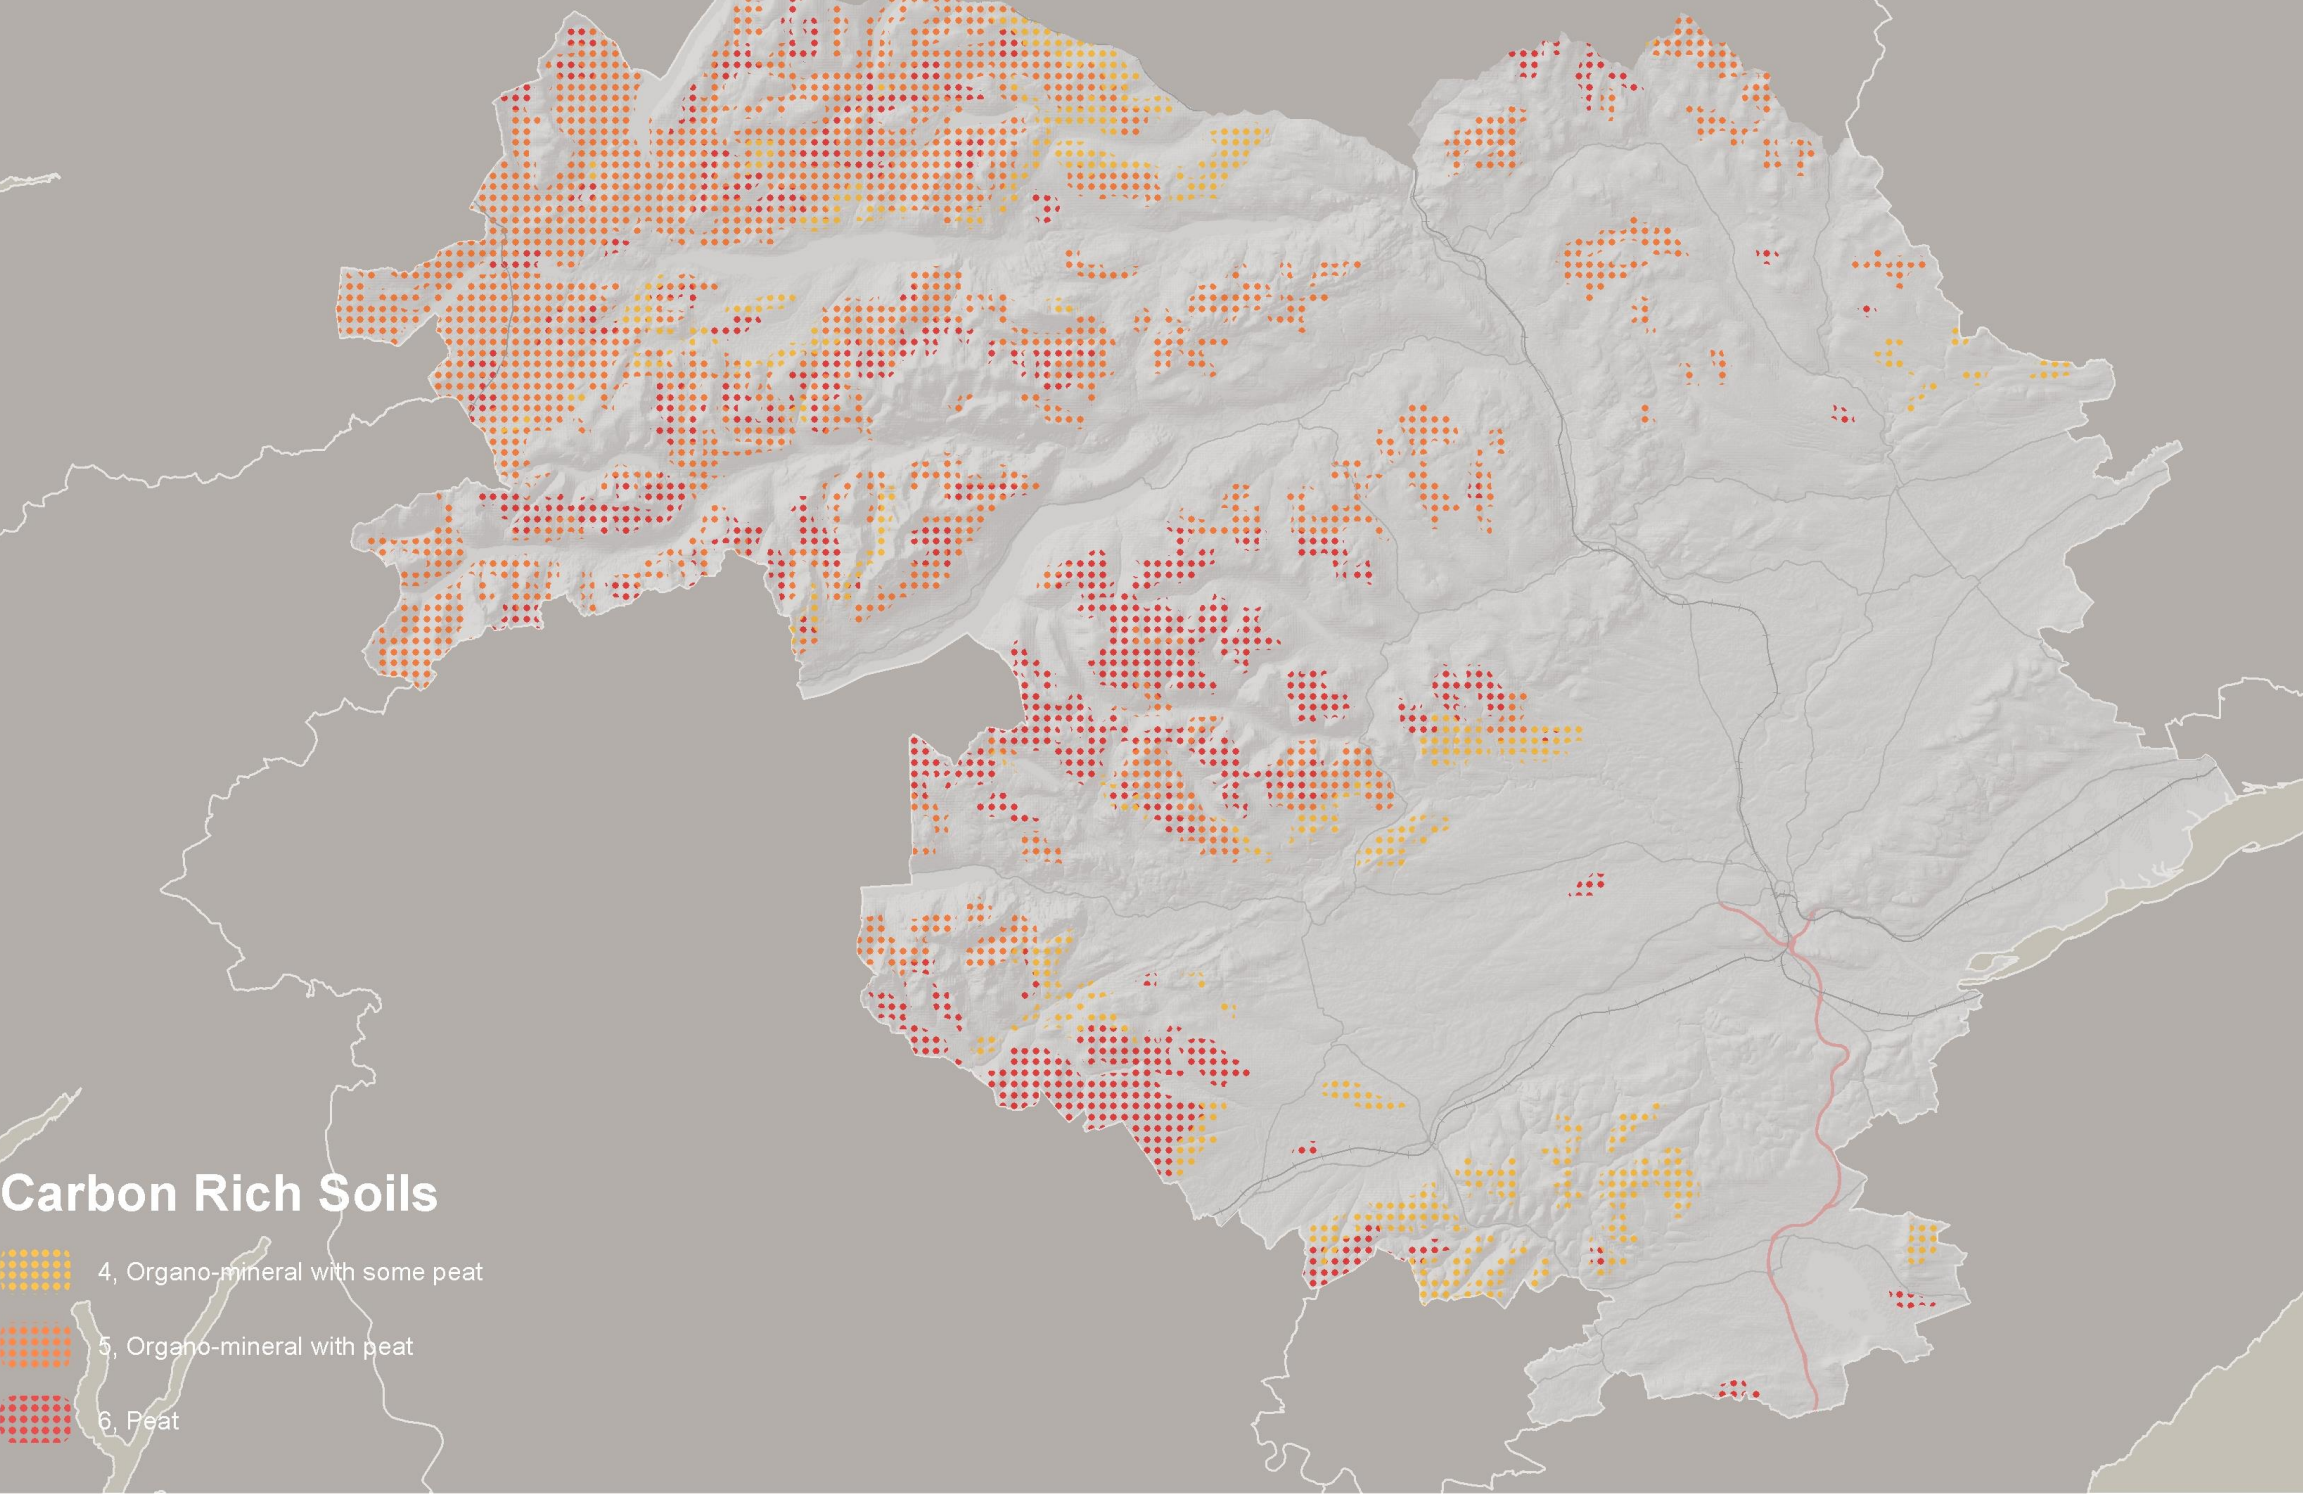 Carbon Rich Soils
4, Organo-mineral with some peat
5, Organo-mineral with peat
6, Peat